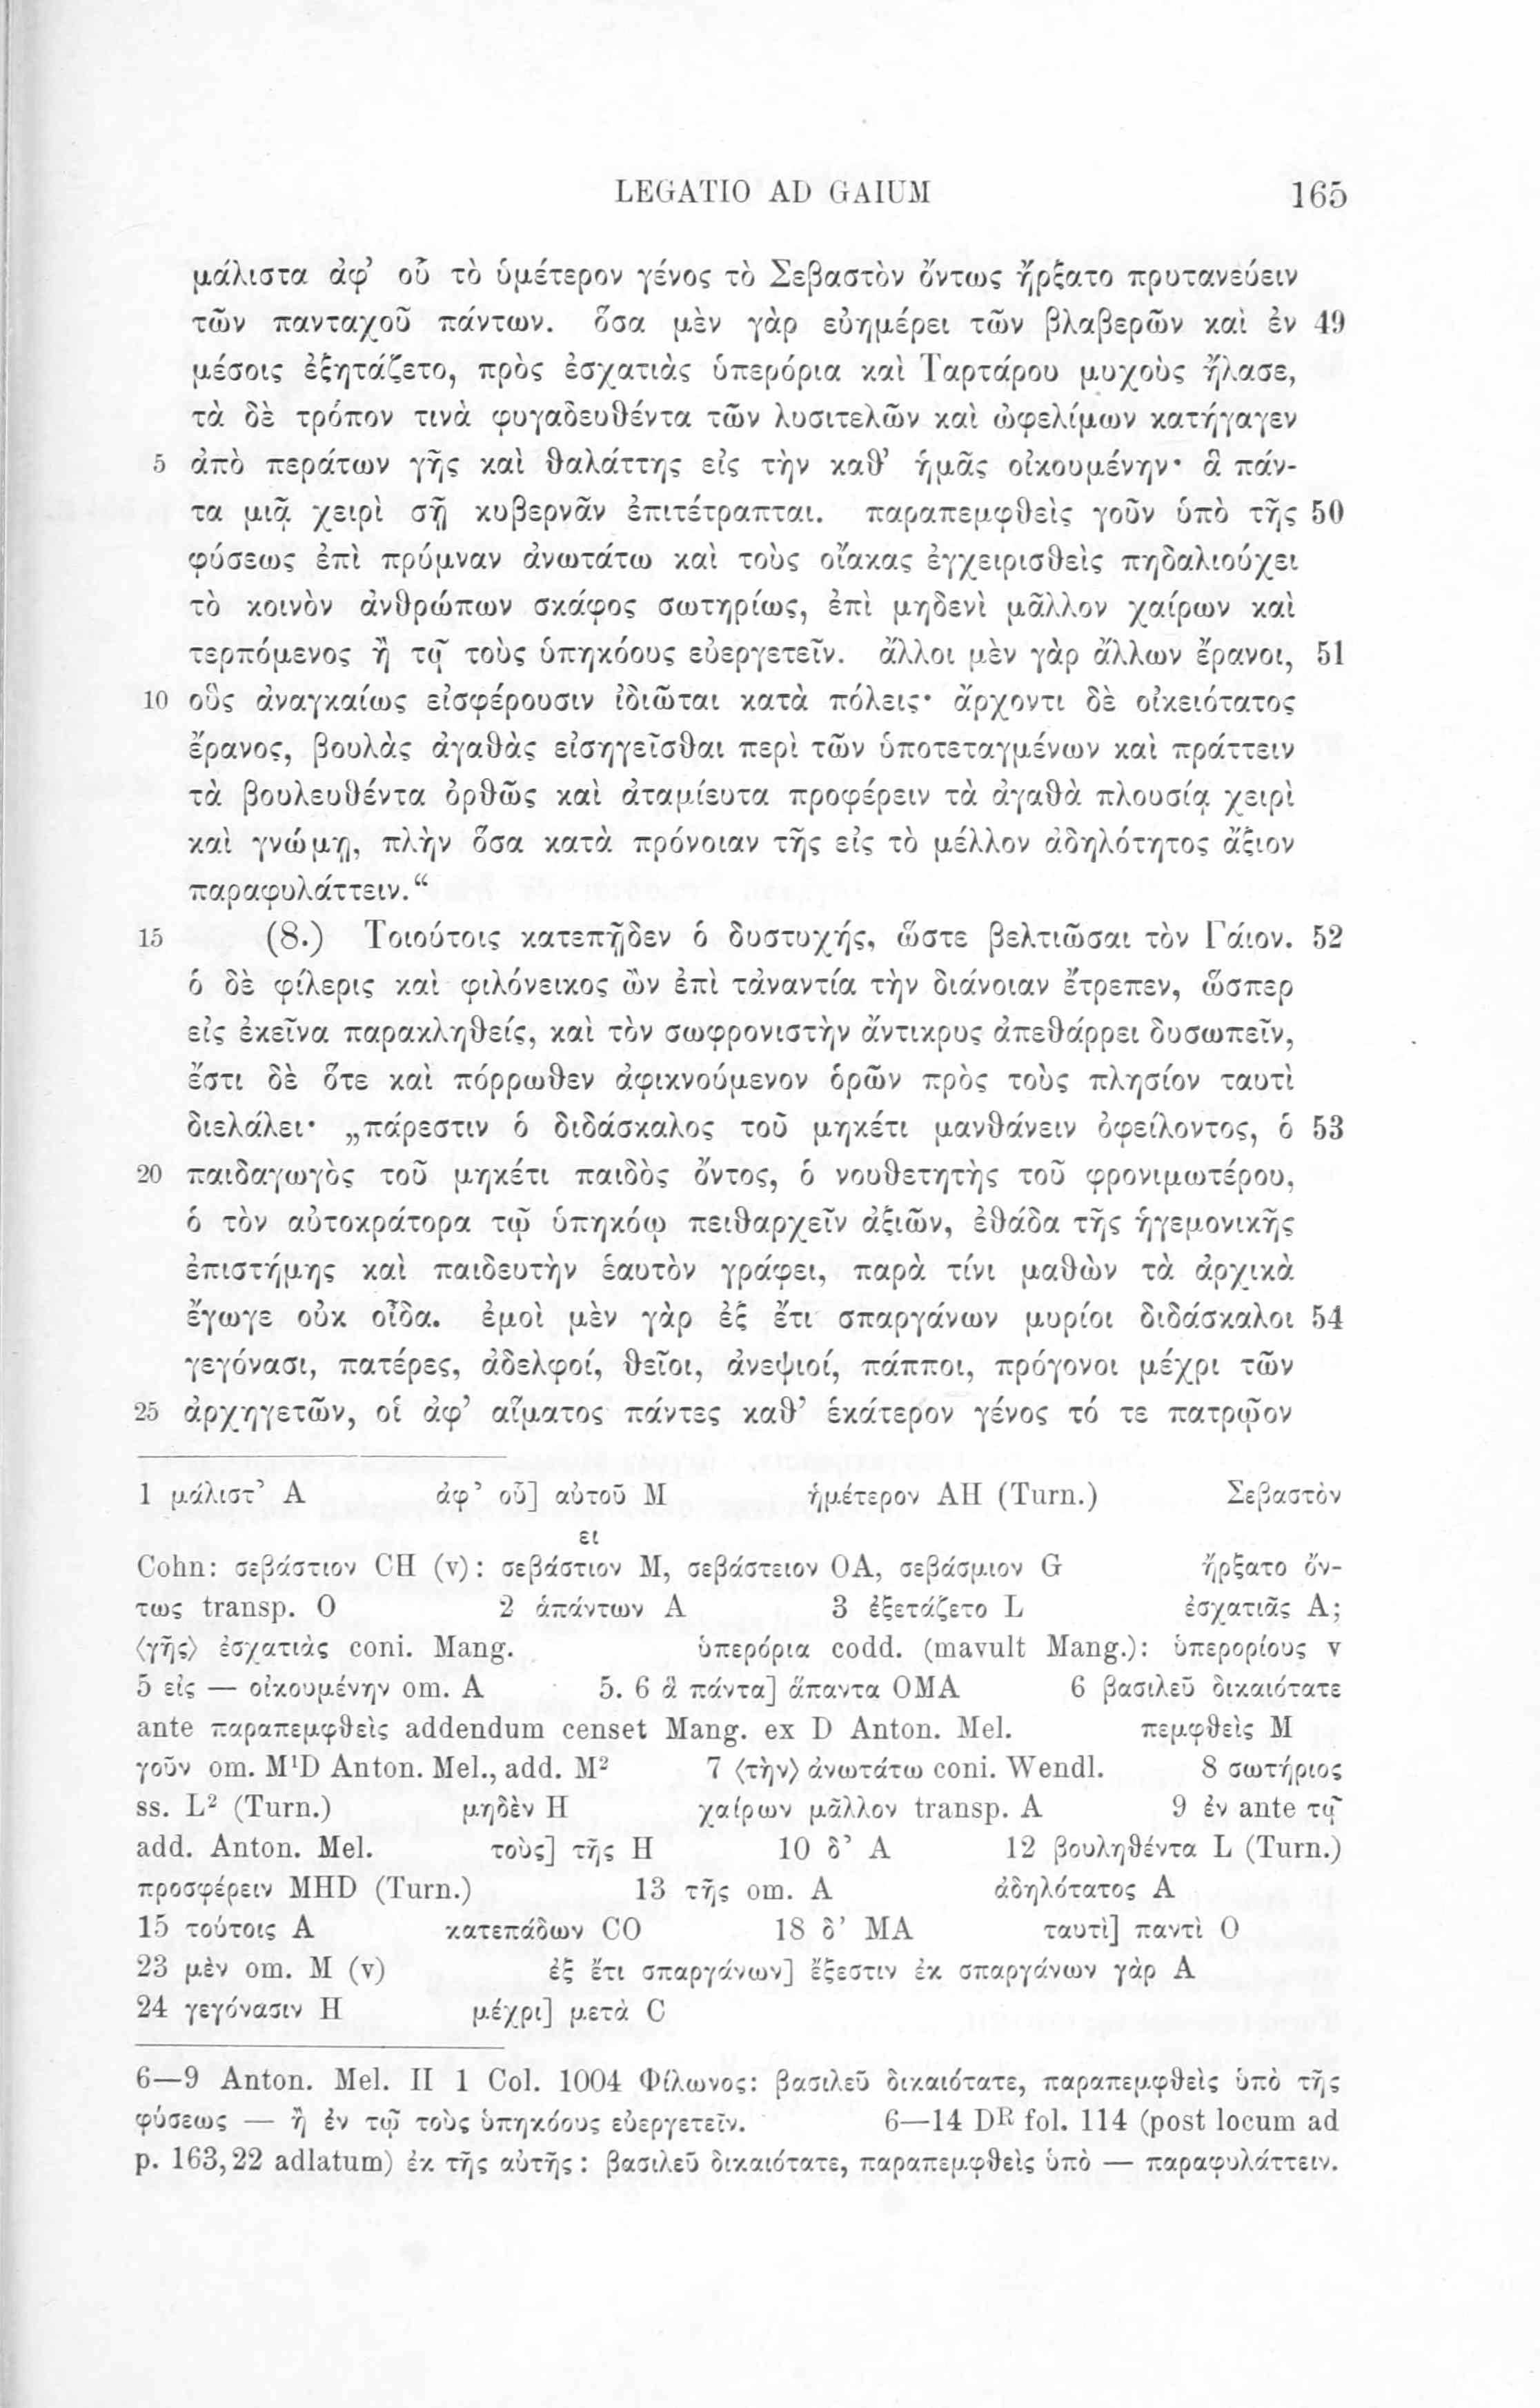 LEGATIO AD GAIUM 165
μάλιστα ἀφ’ οὗ τὸ ὑμέτερον γένος τὸ Σεβαστὸν ὄντως ἤρξατο πρυτανεύειν
τῶν πανταχοῦ πάντων. ὅσα μὲν γὰρ εὐημέρει τῶν βλαβερῶν καὶ ἐν 49
μέσοις ἐξητάζετο, πρὸς ἐσχατιὰς ὑπερόρια καὶ Ταρτάρου μυχοὺς ἤλασε,
τὰ δὲ τρόπον τινὰ φυγαδευθέντα τῶν λυσιτελῶν καὶ ὠφελίμων κατήγαγεν
5 ἀπὸ περάτων γῆς καὶ θαλάττης εἰς τὴν καθ’ ἡμᾶς οἰκουμένην· ἃ πάν-
τα μιᾷ χειρὶ σῇ κυβερνᾶν ἐπιτέτραπται. παραπεμφθεὶς γοῦν ὑπὸ τῆς 50
φύσεως ἐπὶ πρύμναν ἀνωτάτω καὶ τοὺς οἴακας ἐγχειρισθεὶς πηδαλιούχει
τὸ κοινὸν ἀνθρώπων σκάφος σωτηρίως, ἐπὶ μηδενὶ μᾶλλον χαίρων καὶ
τερπόμενος ἢ τῷ τοὺς ὑπηκόους εὐεργετεῖν. ἄλλοι μὲν γὰρ ἄλλων ἔρανοι, 51
10 οὓς ἀναγκαίως εἰσφέρουσιν ἰδιῶται κατὰ πόλεις· ἄρχοντι δὲ οἰκειότατος
ἔρανος, βουλὰς ἀγαθὰς εἰσηγεῖσθαι περὶ τῶν ὑποτεταγμένων καὶ πράττειν
τὰ βουλευθέντα ὀρθῶς καὶ ἀταμίευτα προφέρειν τὰ ἀγαθὰ πλουσίᾳ χειρὶ
καὶ γνώμῃ, πλὴν ὅσα κατὰ πρόνοιαν τῆς εἰς τὸ μέλλον ἀδηλότητος ἄξιον
παραφυλάττειν.“
15 (8.) Τοιούτοις κατεπῇδεν ὁ δυστυχής, ὥστε βελτιῶσαι τὸν Γάιον. 52
ὁ δὲ φίλερις καὶ φιλόνεικος ὢν ἐπὶ τἀναντία τὴν διάνοιαν ἔτρεπεν, ὥσπερ
εἰς ἐκεῖνα παρακληθείς, καὶ τὸν σωφρονιστὴν ἄντικρυς ἀπεθάρρει δυσωπεῖν,
ἔστι δὲ ὅτε καὶ πόρρωθεν ἀφικνούμενον ὁρῶν πρὸς τοὺς πλησίον ταυτὶ
διελάλει· „πάρεστιν ὁ διδάσκαλος τοῦ μηκέτι μανθάνειν ὀφείλοντος, ὁ 53
20 παιδαγωγὸς τοῦ μηκέτι παιδὸς ὄντος, ὁ νουθετητὴς τοῦ φρονιμωτέρου,
ὁ τὸν αὐτοκράτορα τῷ ὑπηκόῳ πειθαρχεῖν ἀξιῶν, ἐθάδα τῆς ἡγεμονικῆς
ἐπιστήμης καὶ παιδευτὴν ἑαυτὸν γράφει, παρὰ τίνι μαθὼν τὰ ἀρχικὰ
ἔγωγε οὐκ οἶδα. ἐμοὶ μὲν γὰρ ἐξ ἔτι σπαργάνων μυρίοι διδάσκαλοι 54
γεγόνασι, πατέρες, ἀδελφοί, θεῖοι, ἀνεψιοί, πάπποι, πρόγονοι μέχρι τῶν
25 ἀρχηγετῶν, οἱ ἀφ’ αἵματος πάντες καθ’ ἑκάτερον γένος τό τε πατρῷον
1 μάλιστ’ A ἀφ’ οὗ] αὐτοῦ M ἡμέτερον AH (Turn.) Σεβαστὸν
ει
Cohn: σεβάστιον CH (v): σεβάστιον M, σεβάστειον OA, σεβάσμιον G ἤρξατο ὄν-
τως transp. O 2 ἁπάντων A 3 ἐξετάζετο L ἐσχατιᾶς A;
⟨γῆς⟩ ἐσχατιὰς coni. Mang. ὑπερόρια codd. (mavult Mang.): ὑπερορίους v
5 εἰς — οἰκουμένην om. A 5. 6 ἃ πάντα] ἅπαντα OMA 6 βασιλεῦ δικαιότατε
ante παραπεμφθεὶς addendum censet Mang. ex D Anton. Mel. πεμφθεὶς M
γοῦν om. M¹D Anton. Mel., add. M² 7 ⟨τὴν⟩ ἀνωτάτω coni. Wendl. 8 σωτήριος
ss. L² (Turn.) μηδὲν H χαίρων μᾶλλον transp. A 9 ἐν ante τῷ
add. Anton. Mel. τοὺς] τῆς H 10 δ’ A 12 βουληθέντα L (Turn.)
προσφέρειν MHD (Turn.) 13 τῆς om. A ἀδηλότατος A
15 τούτοις A κατεπάδων CO 18 δ’ MA ταυτὶ] παντὶ O
23 μὲν om. M (v) ἐξ ἔτι σπαργάνων] ἔξεστιν ἐκ σπαργάνων γὰρ A
24 γεγόνασιν H μέχρι] μετὰ C
6—9 Anton. Mel. II 1 Col. 1004 Φίλωνος: βασιλεῦ δικαιότατε, παραπεμφθεὶς ὑπὸ τῆς
φύσεως — ἢ ἐν τῷ τοὺς ὑπηκόους εὐεργετεῖν. 6—14 Dᴿ fol. 114 (post locum ad
p. 163,22 adlatum) ἐκ τῆς αὐτῆς: βασιλεῦ δικαιότατε, παραπεμφθεὶς ὑπὸ — παραφυλάττειν.